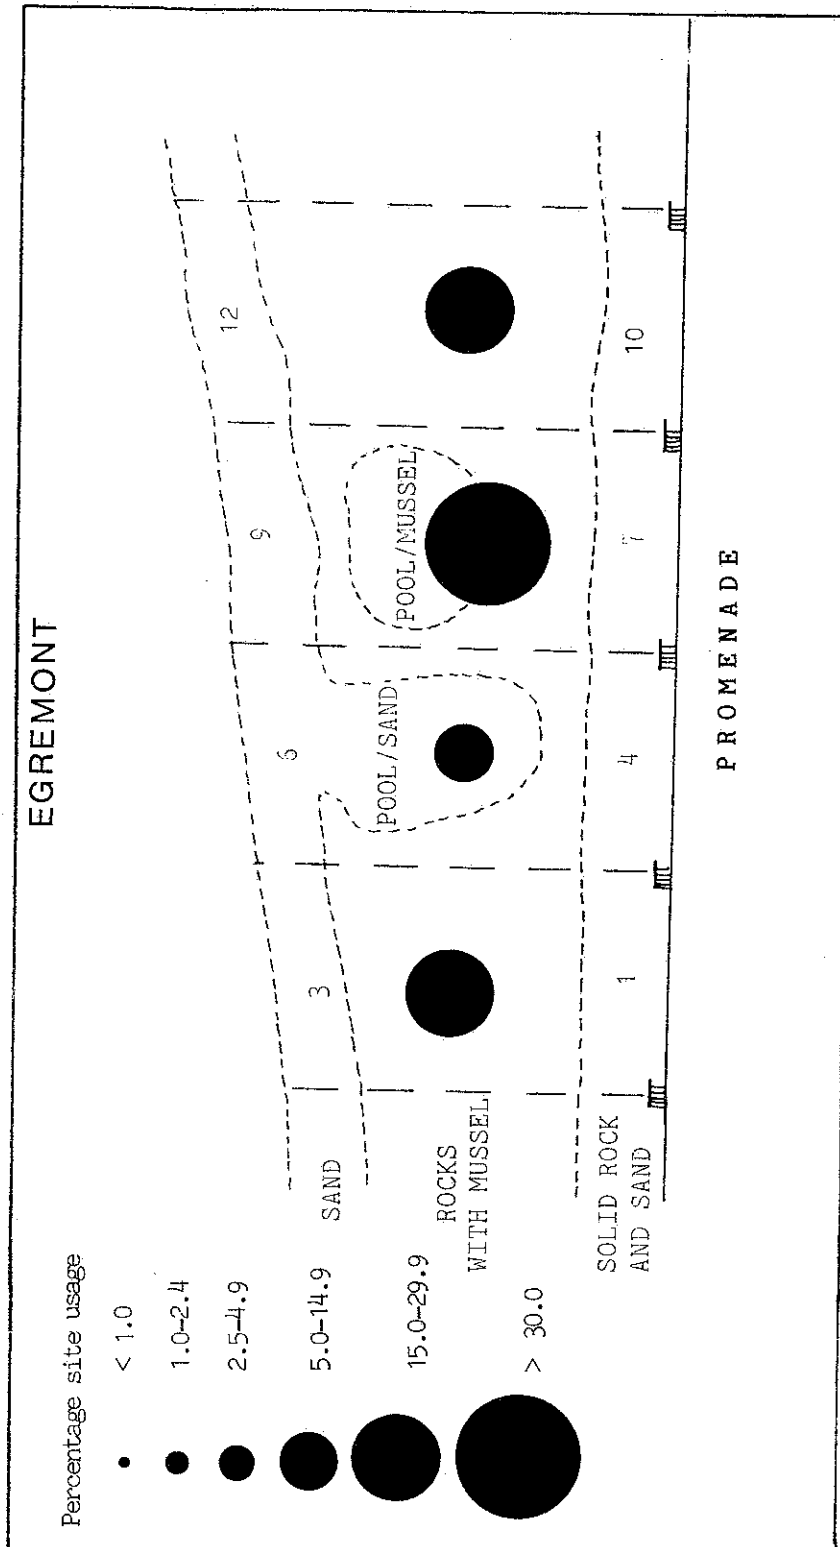 EGREMONT
Percentage site usage
< 1.0
1.0-2.4
2.5-4.9
5.0-14.9
15.0-29.9
> 30.0
SAND
ROCKS
WITH MUSSEL
SOLID ROCK
AND SAND
3
6
9
12
POOL/SAND
POOL/MUSSEL
1
4
7
10
PROMENADE